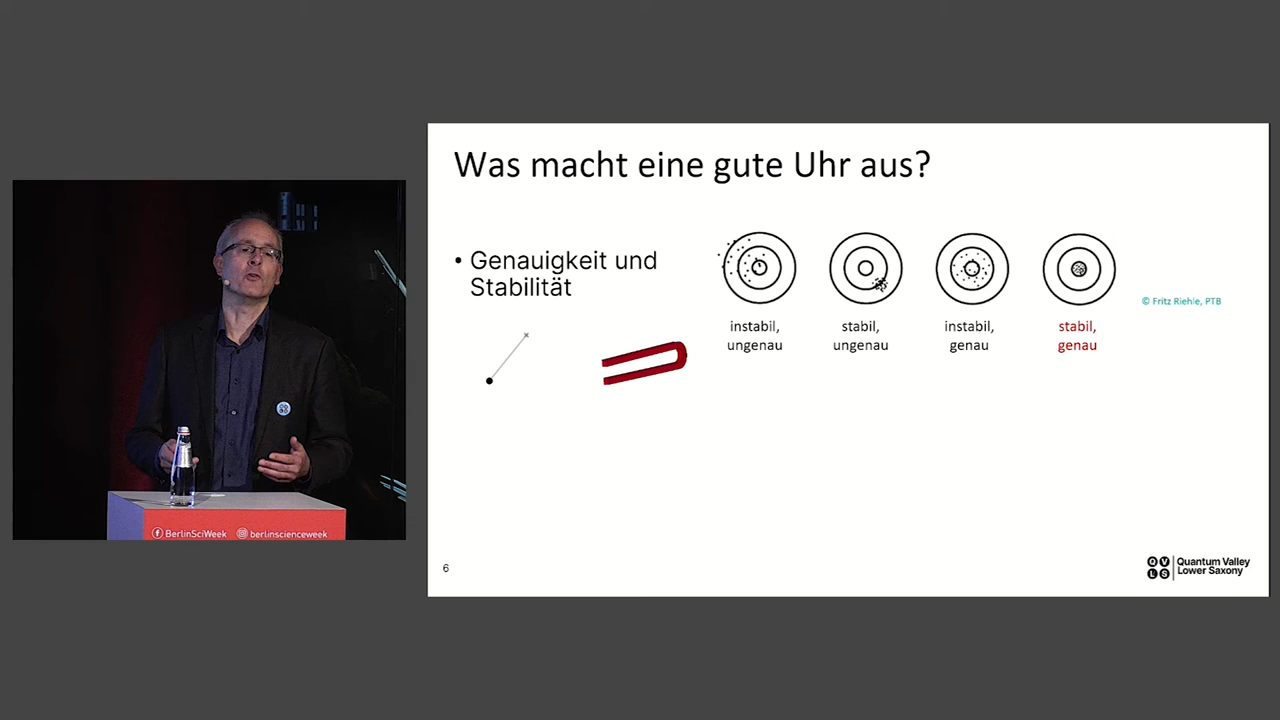 Was macht eine gute Uhr aus?
• Genauigkeit und
Stabilität
instabil,
ungenau
stabil,
ungenau
instabil,
genau
stabil,
genau
© Fritz Riehle, PTB
BerlinSciWeek berlinscienceweek
6
QVLS
Quantum Valley
Lower Saxony